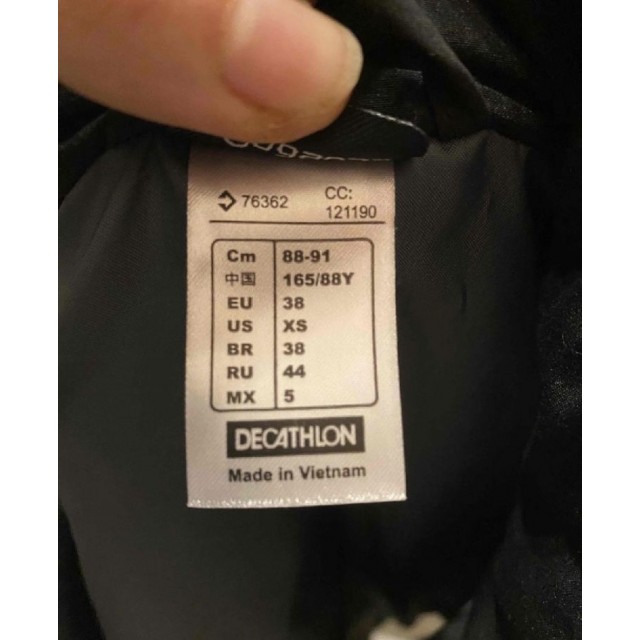 76362 CC:
121190
Cm 88-91
中国 165/88Y
EU 38
US XS
BR 38
RU 44
MX 5
DECATHLON
Made in Vietnam